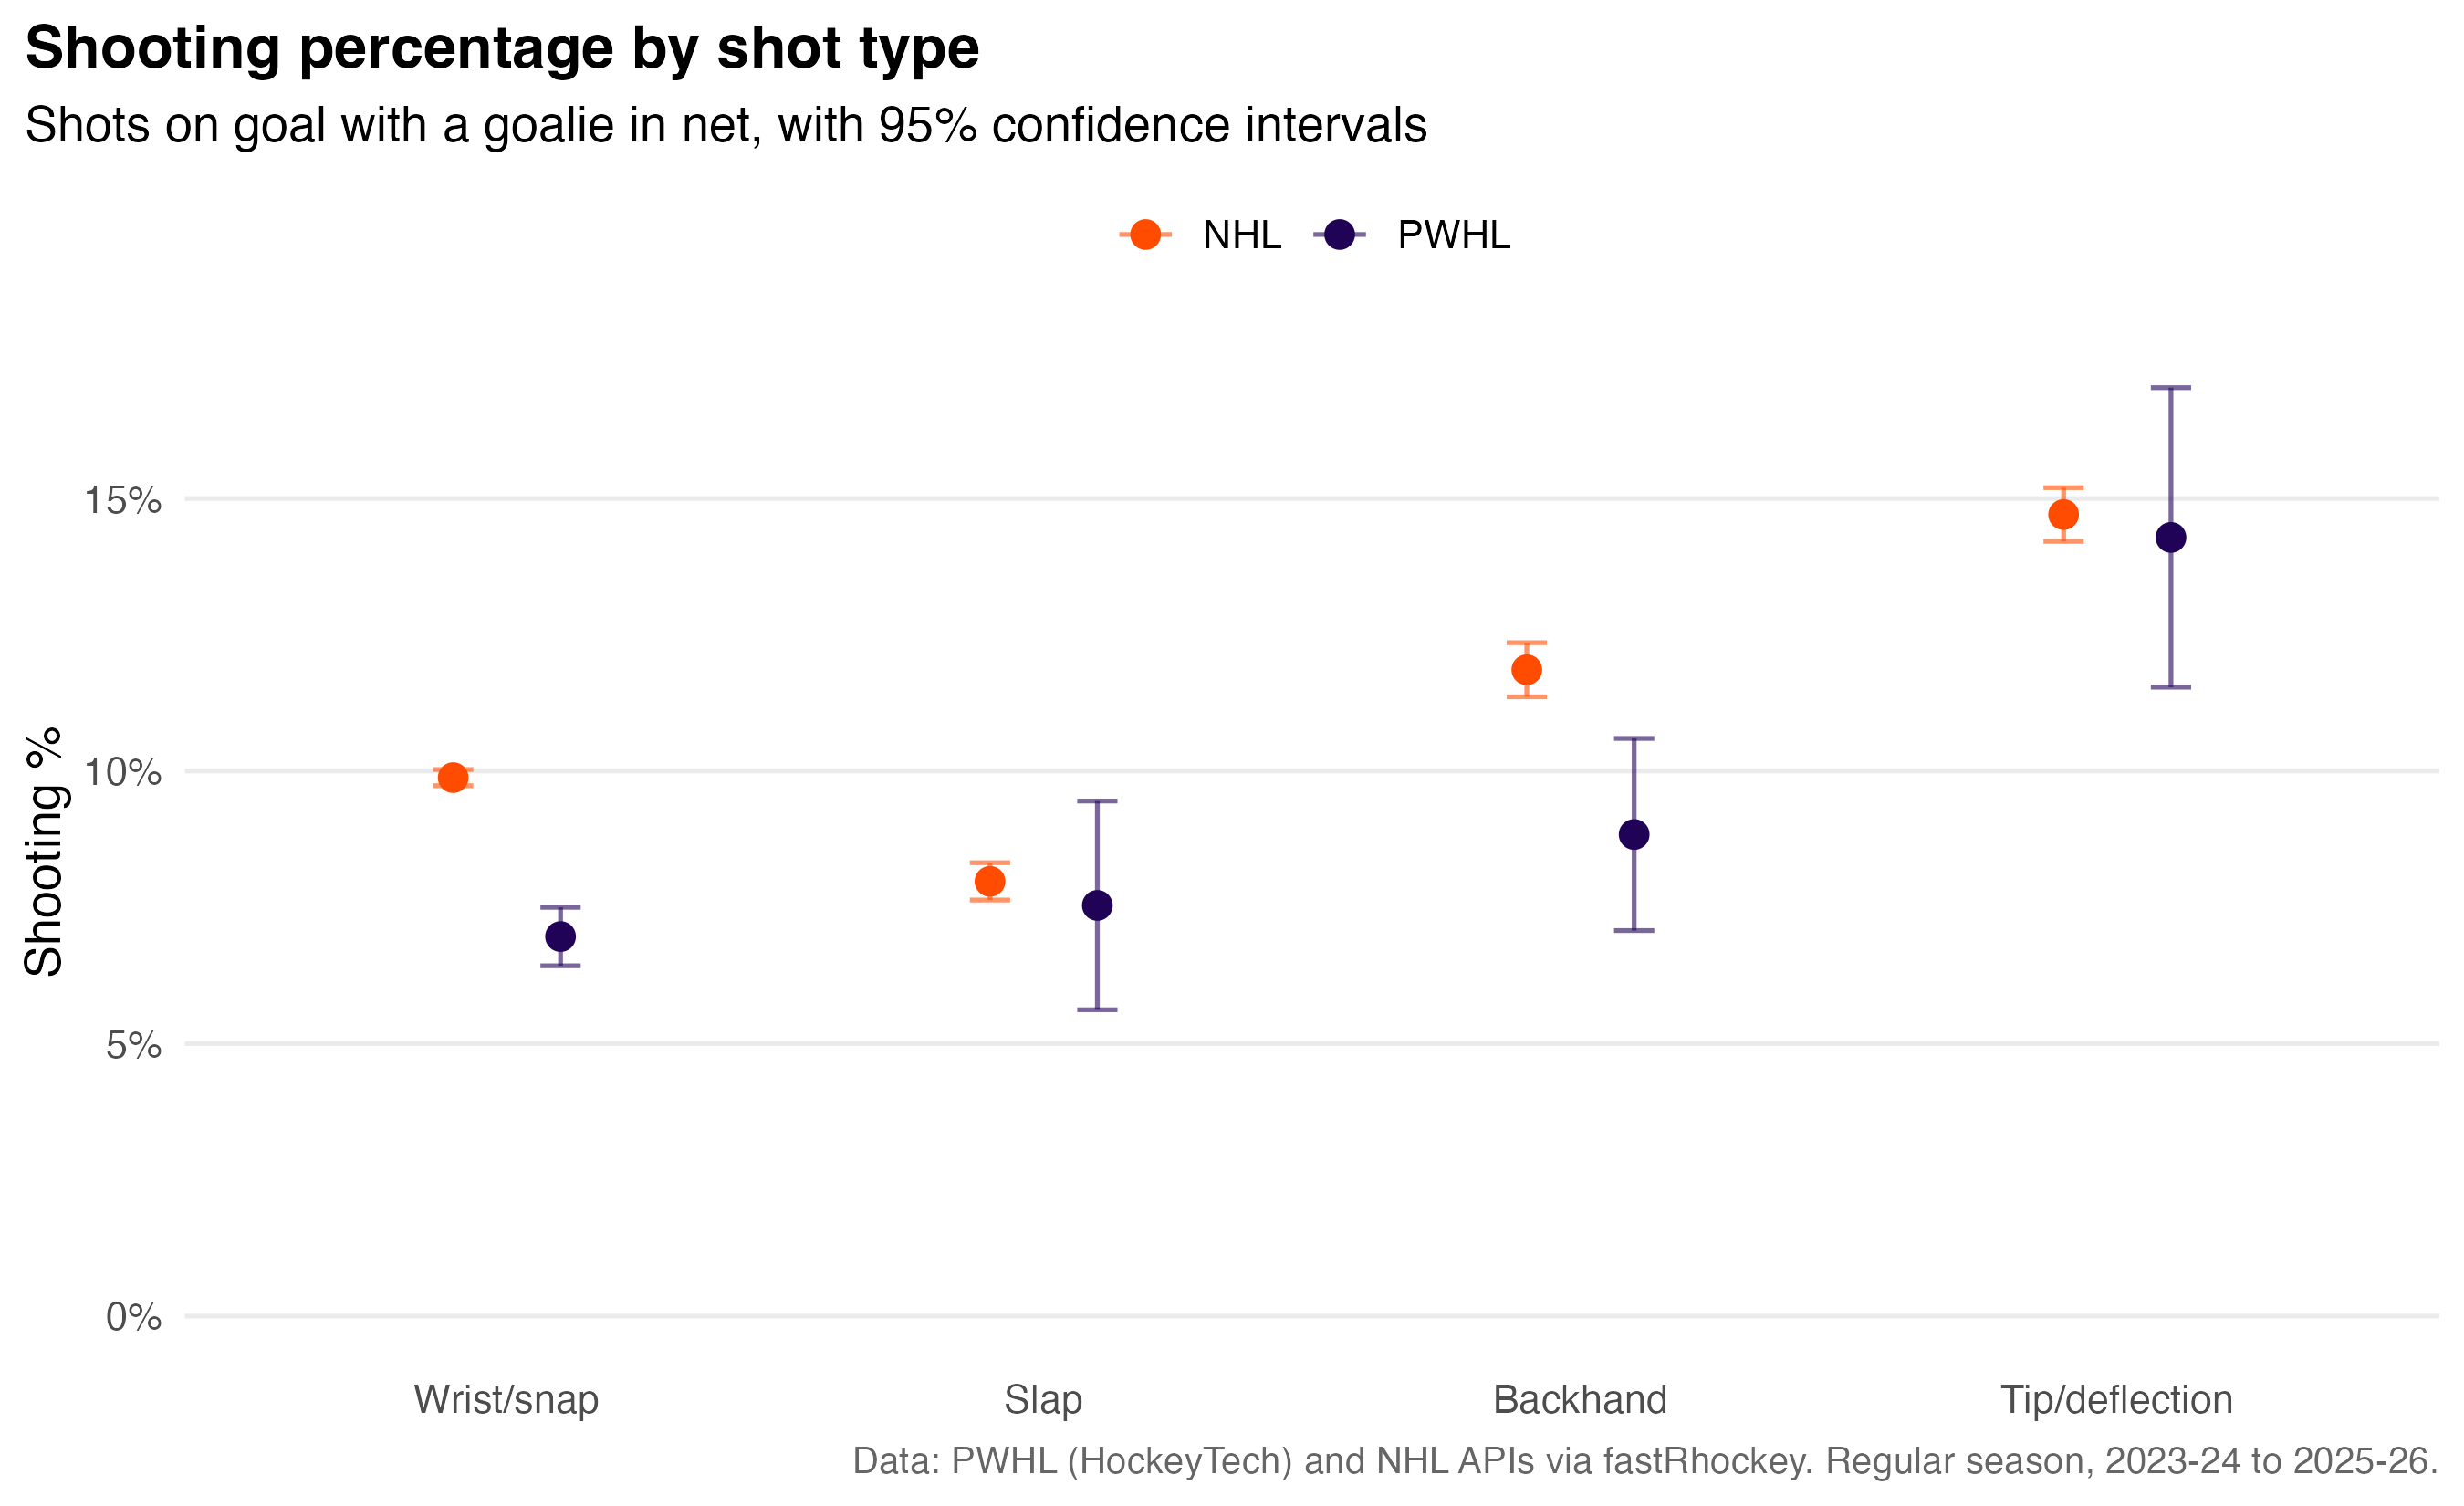 Shooting percentage by shot type
Shots on goal with a goalie in net, with 95% confidence intervals
NHL PWHL
Shooting %
15%
10%
5%
0%
Wrist/snap Slap Backhand Tip/deflection
Data: PWHL (HockeyTech) and NHL APIs via fastRhockey. Regular season, 2023-24 to 2025-26.